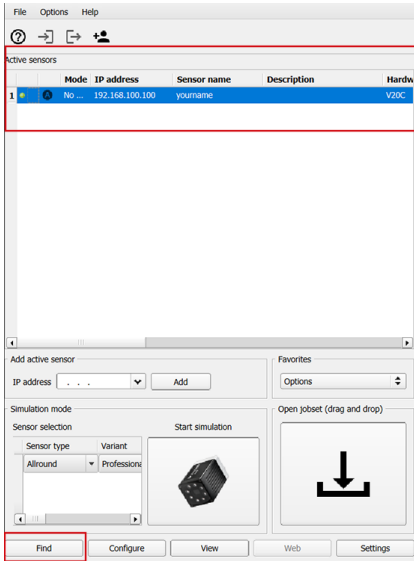 File Options Help
Active sensors
Mode IP address Sensor name Description Hardw
1 A No ... 192.168.100.100 yourname V20C
Add active sensor
Favorites
IP address . . . Add
Options
Simulation mode
Open jobset (drag and drop)
Sensor selection
Start simulation
Sensor type Variant
Allround Professiona
Find Configure View Web Settings